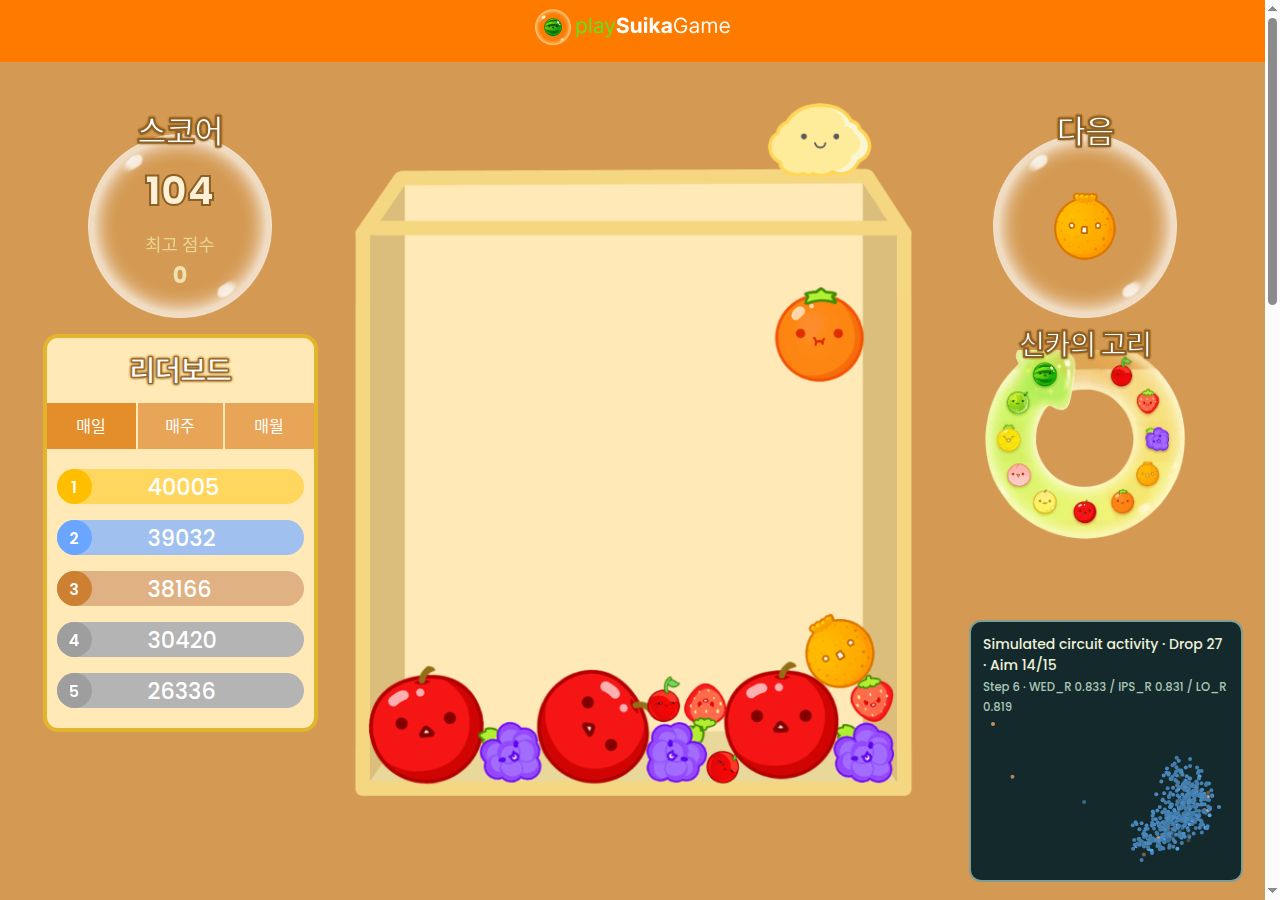 playSuikaGame
스코어
104
최고 점수
0
리더보드
매일
매주
매월
1 40005
2 39032
3 38166
4 30420
5 26336
다음
신카의 고리
Simulated circuit activity · Drop 27
· Aim 14/15
Step 6 · WED_R 0.833 / IPS_R 0.831 / LO_R
0.819